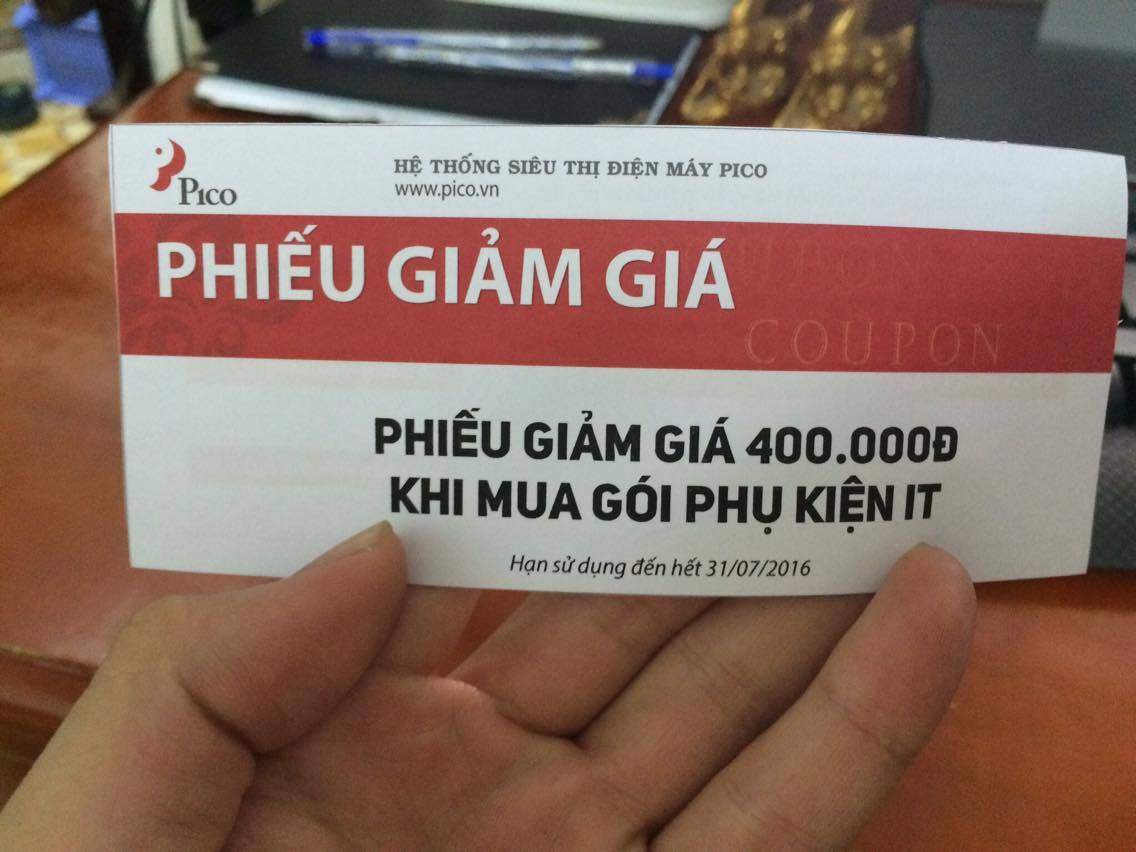 Pico
HỆ THỐNG SIÊU THỊ ĐIỆN MÁY PICO
www.pico.vn
PHIẾU GIẢM GIÁ
COUPON
PHIẾU GIẢM GIÁ 400.000Đ
KHI MUA GÓI PHỤ KIỆN IT
Hạn sử dụng đến hết 31/07/2016